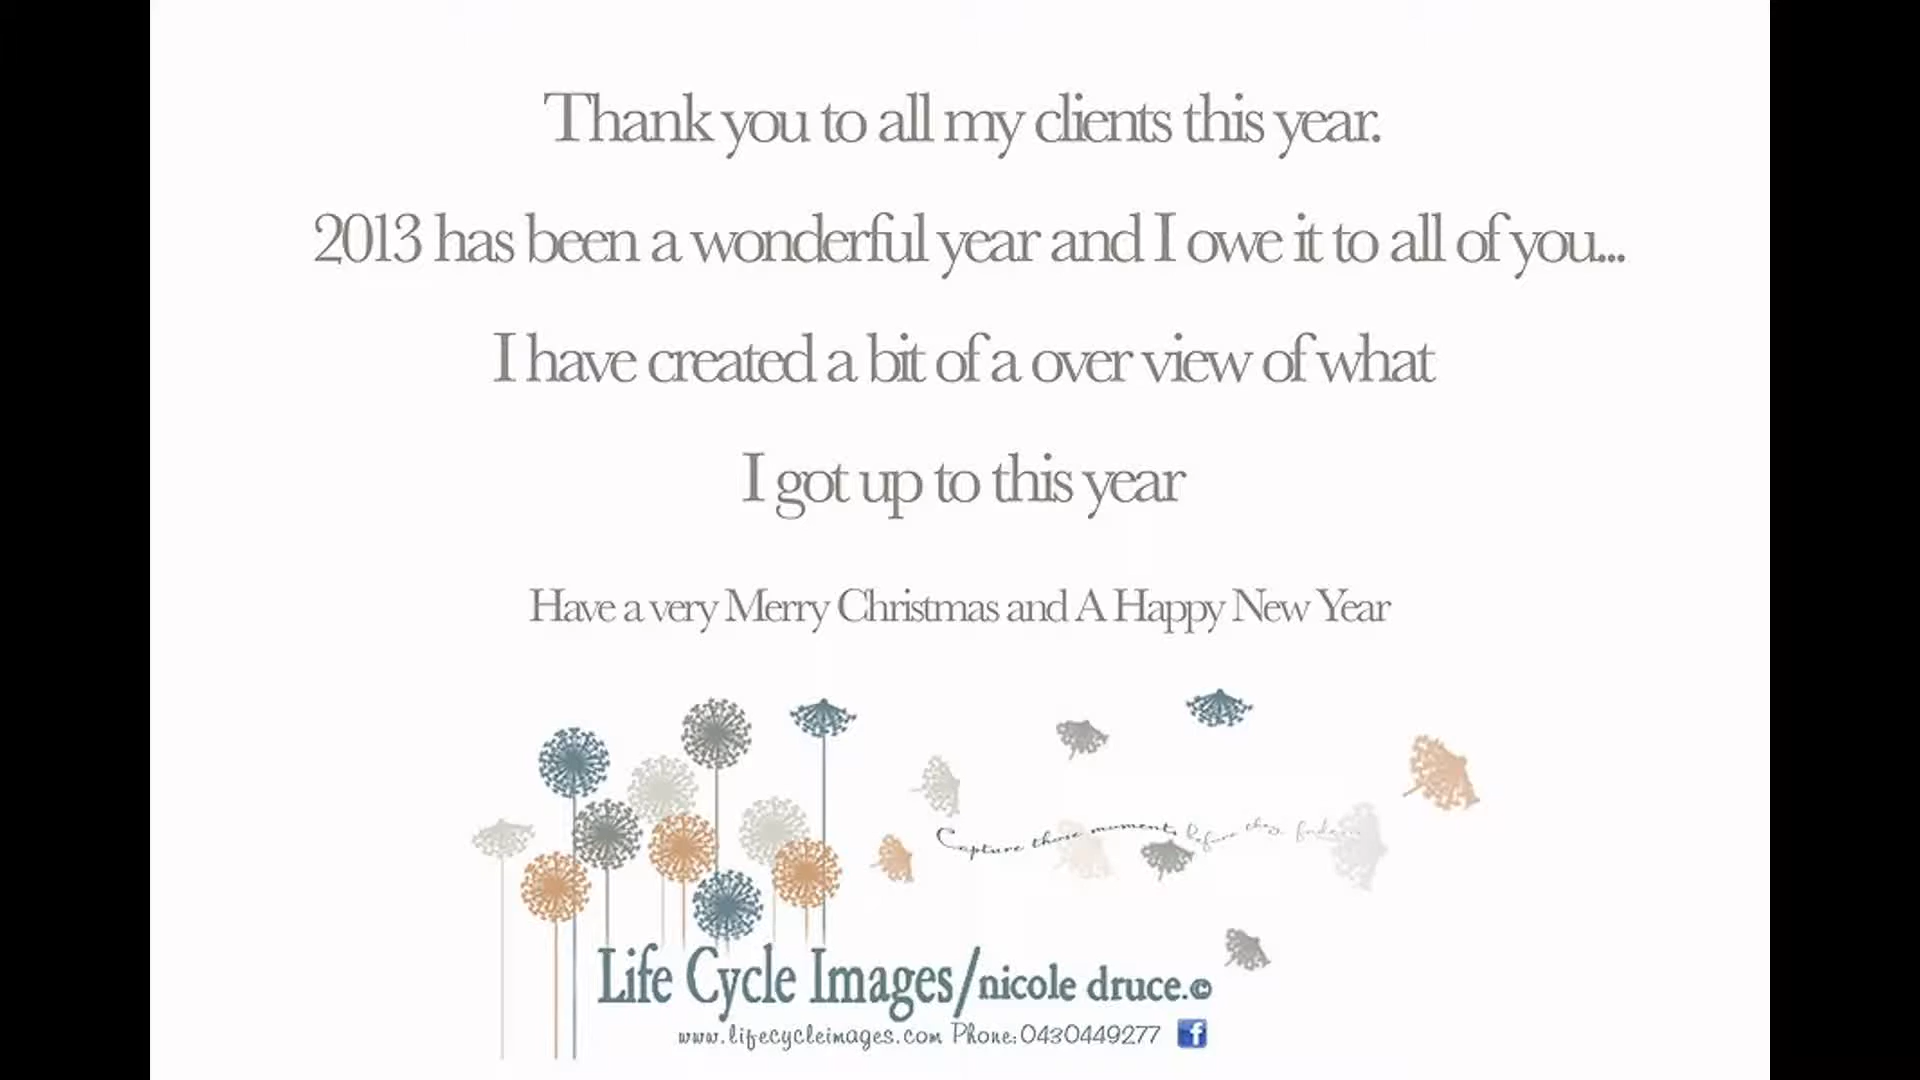 Thank you to all my clients this year.
2013 has been a wonderful year and I owe it to all of you...
I have created a bit of a over view of what
I got up to this year
Have a very Merry Christmas and A Happy New Year
Capture those moments before they fade...
Life Cycle Images/nicole druce.©
www.lifecycleimages.com Phone:0430449277 f